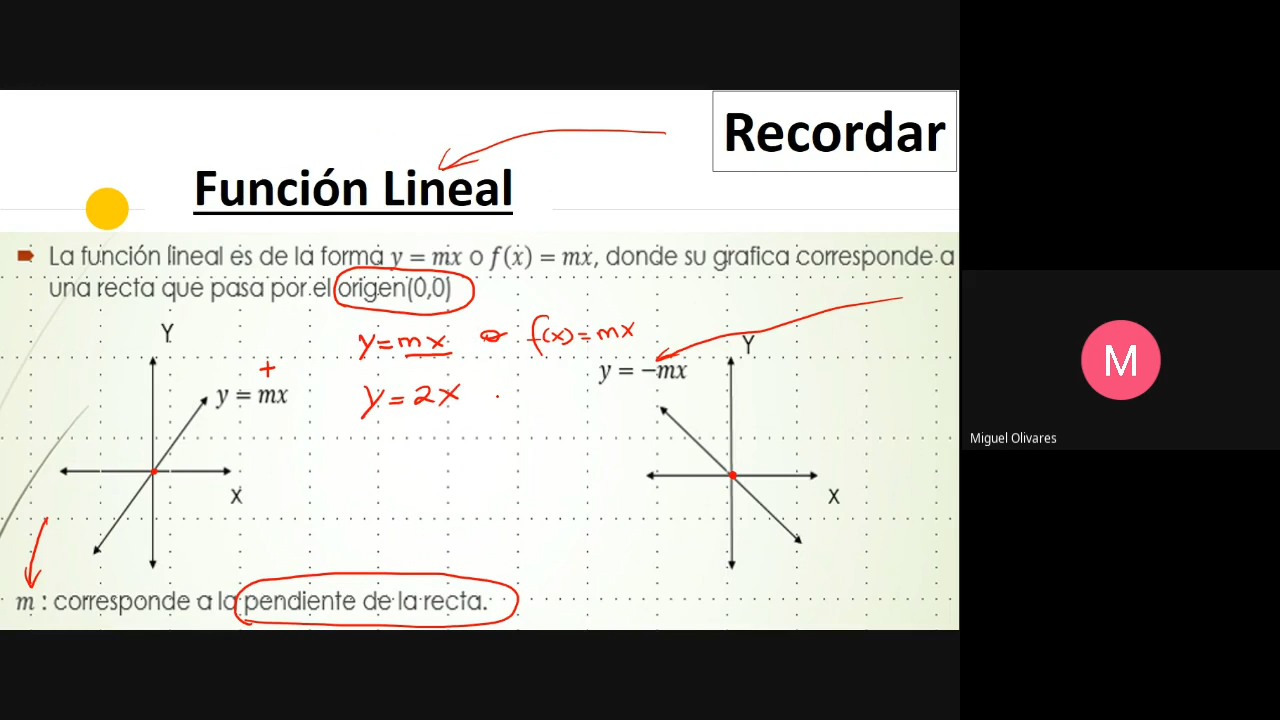 Recordar
Función Lineal
La función lineal es de la forma y = mx o f(x) = mx, donde su grafica corresponde a
una recta que pasa por el origen(0,0)
Y
y = mx o f(x) = mx
Y
+
y = −mx
y = mx
y = 2x
X
X
m : corresponde a la pendiente de la recta.
M
Miguel Olivares